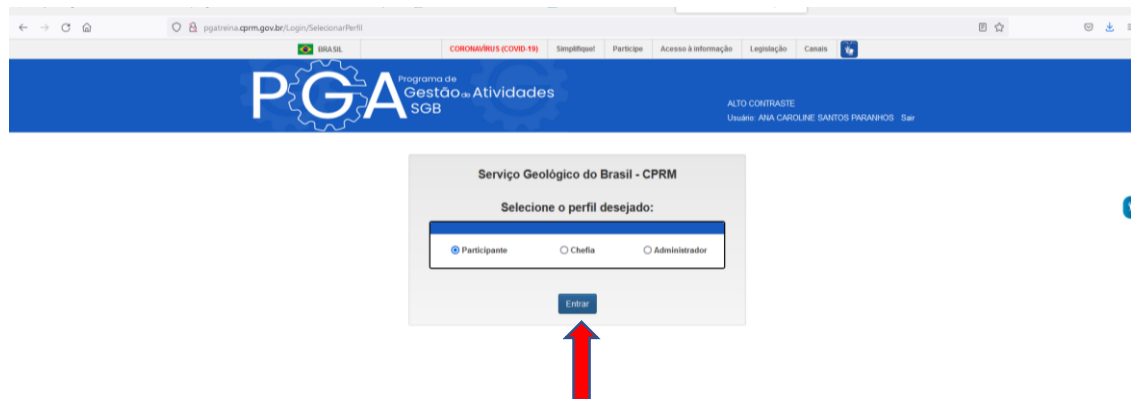 pgatreina.cprm.gov.br/Login/SelecionarPerfil
BRASIL CORONAVÍRUS (COVID-19) Simplifique! Participe Acesso à informação Legislação Canais
PGA Programa de
Gestão de Atividades
SGB
ALTO CONTRASTE
Usuário: ANA CAROLINE SANTOS PARANHOS Sair
Serviço Geológico do Brasil - CPRM
Selecione o perfil desejado:
Participante Chefia Administrador
Entrar